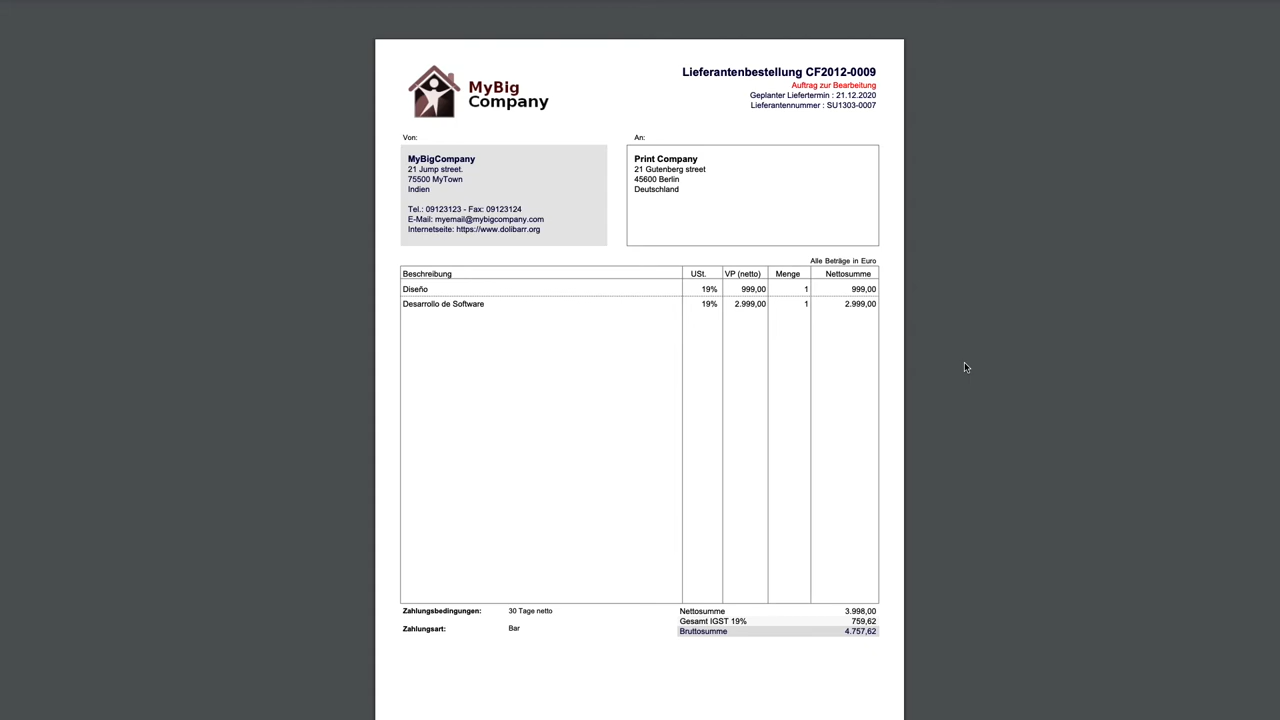 MyBig
Company
Lieferantenbestellung CF2012-0009
Auftrag zur Bearbeitung
Geplanter Liefertermin : 21.12.2020
Lieferantennummer : SU1303-0007
Von:
MyBigCompany
21 Jump street.
75500 MyTown
Indien
Tel.: 09123123 - Fax: 09123124
E-Mail: myemail@mybigcompany.com
Internetseite: https://www.dolibarr.org
An:
Print Company
21 Gutenberg street
45600 Berlin
Deutschland
Alle Beträge in Euro
Beschreibung USt. VP (netto) Menge Nettosumme
Diseño 19% 999,00 1 999,00
Desarrollo de Software 19% 2.999,00 1 2.999,00
Zahlungsbedingungen: 30 Tage netto
Zahlungsart: Bar
Nettosumme 3.998,00
Gesamt IGST 19% 759,62
Bruttosumme 4.757,62